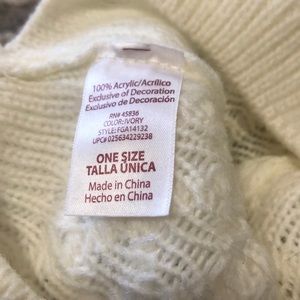 100% Acrylic/Acrílico
Exclusive of Decoration
Exclusivo de Decoración
RN# 45836
COLOR:IVORY
STYLE:FGA14132
UPC# 025634229238
ONE SIZE
TALLA ÚNICA
Made in China
Hecho en China